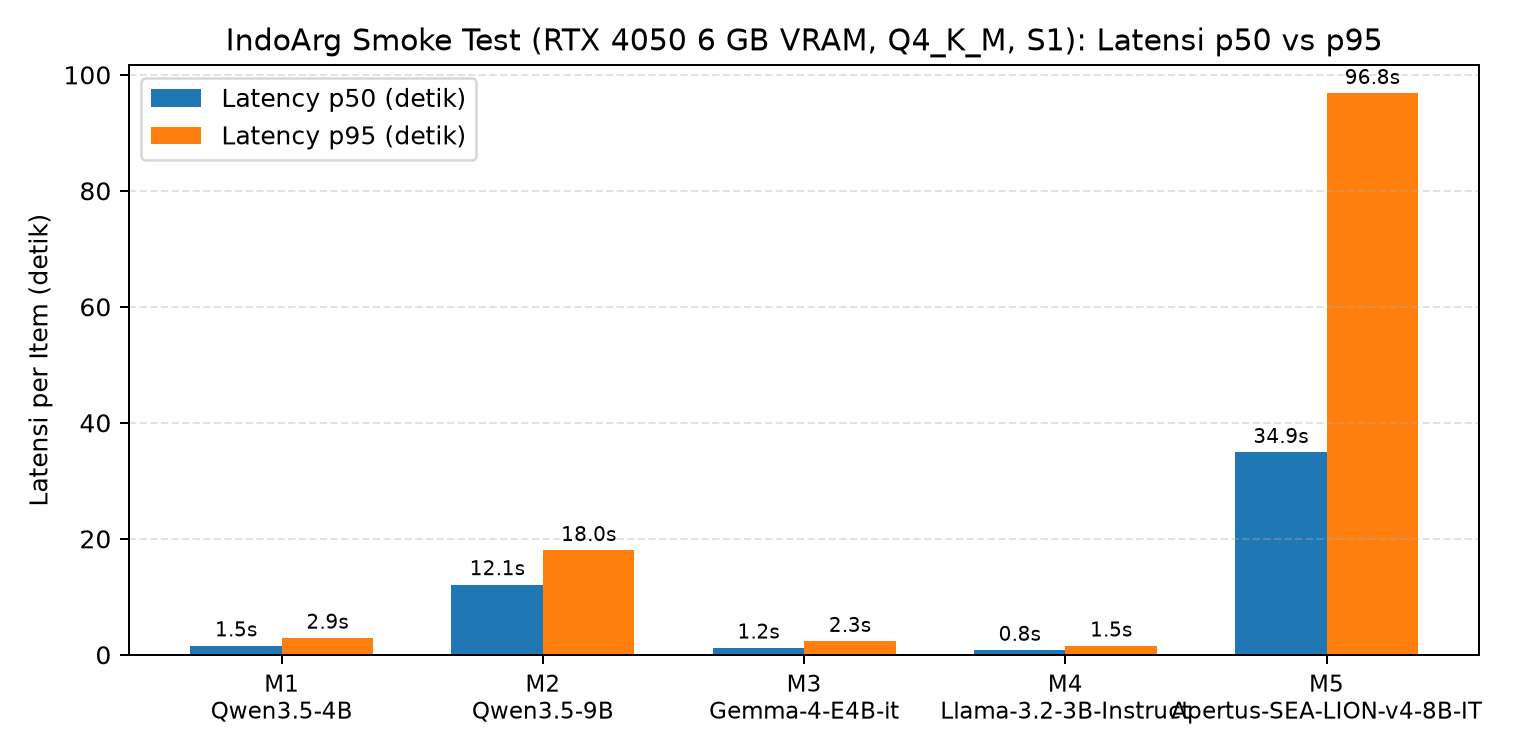 IndoArg Smoke Test (RTX 4050 6 GB VRAM, Q4_K_M, S1): Latensi p50 vs p95
Latency p50 (detik)
Latency p95 (detik)
Latensi per Item (detik)
100
80
60
40
20
0
1.5s
2.9s
12.1s
18.0s
1.2s
2.3s
0.8s
1.5s
34.9s
96.8s
M1
Qwen3.5-4B
M2
Qwen3.5-9B
M3
Gemma-4-E4B-it
M4
Llama-3.2-3B-Instruct
M5
Apertus-SEA-LION-v4-8B-IT